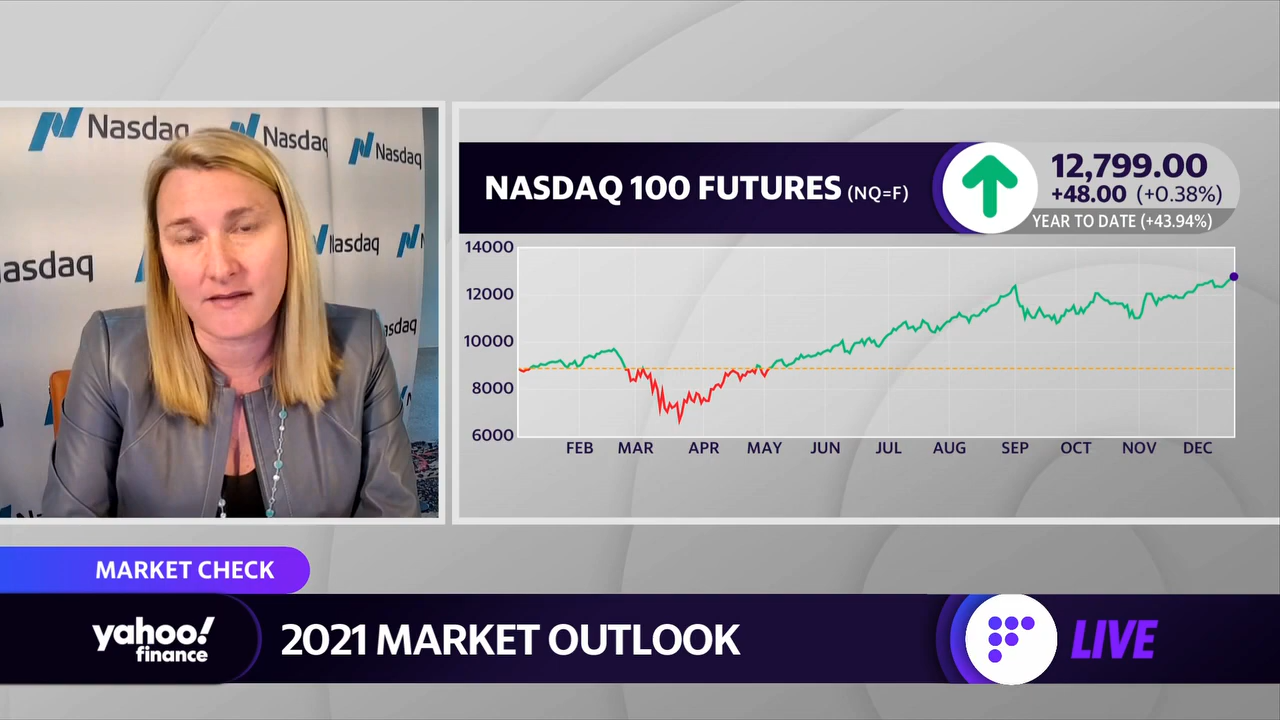 Nasdaq
Nasdaq
Nasdaq
Nasdaq
NASDAQ 100 FUTURES (NQ=F)
12,799.00
+48.00 (+0.38%)
YEAR TO DATE (+43.94%)
14000
12000
10000
8000
6000
FEB MAR APR MAY JUN JUL AUG SEP OCT NOV DEC
MARKET CHECK
yahoo!
finance
2021 MARKET OUTLOOK
LIVE